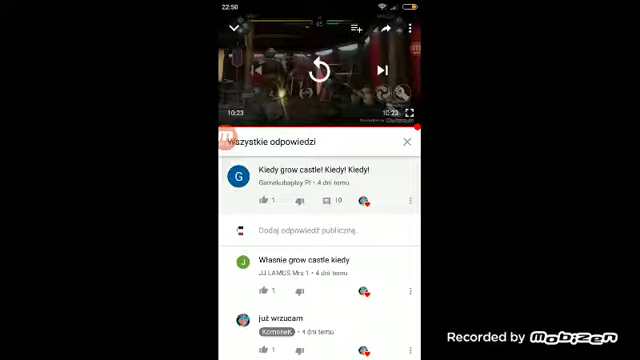 22:50
45
10:23
10:23
Wszystkie odpowiedzi
G
Kiedy grow castle! Kiedy! Kiedy!
Gamekubaplay Pl • 4 dni temu
1
10
Dodaj odpowiedź publiczną...
J
Własnie grow castle kiedy
JJ LAMUS Mrs 1 • 4 dni temu
1
już wrzucam
KomoneK • 4 dni temu
1
Recorded by Mobizen